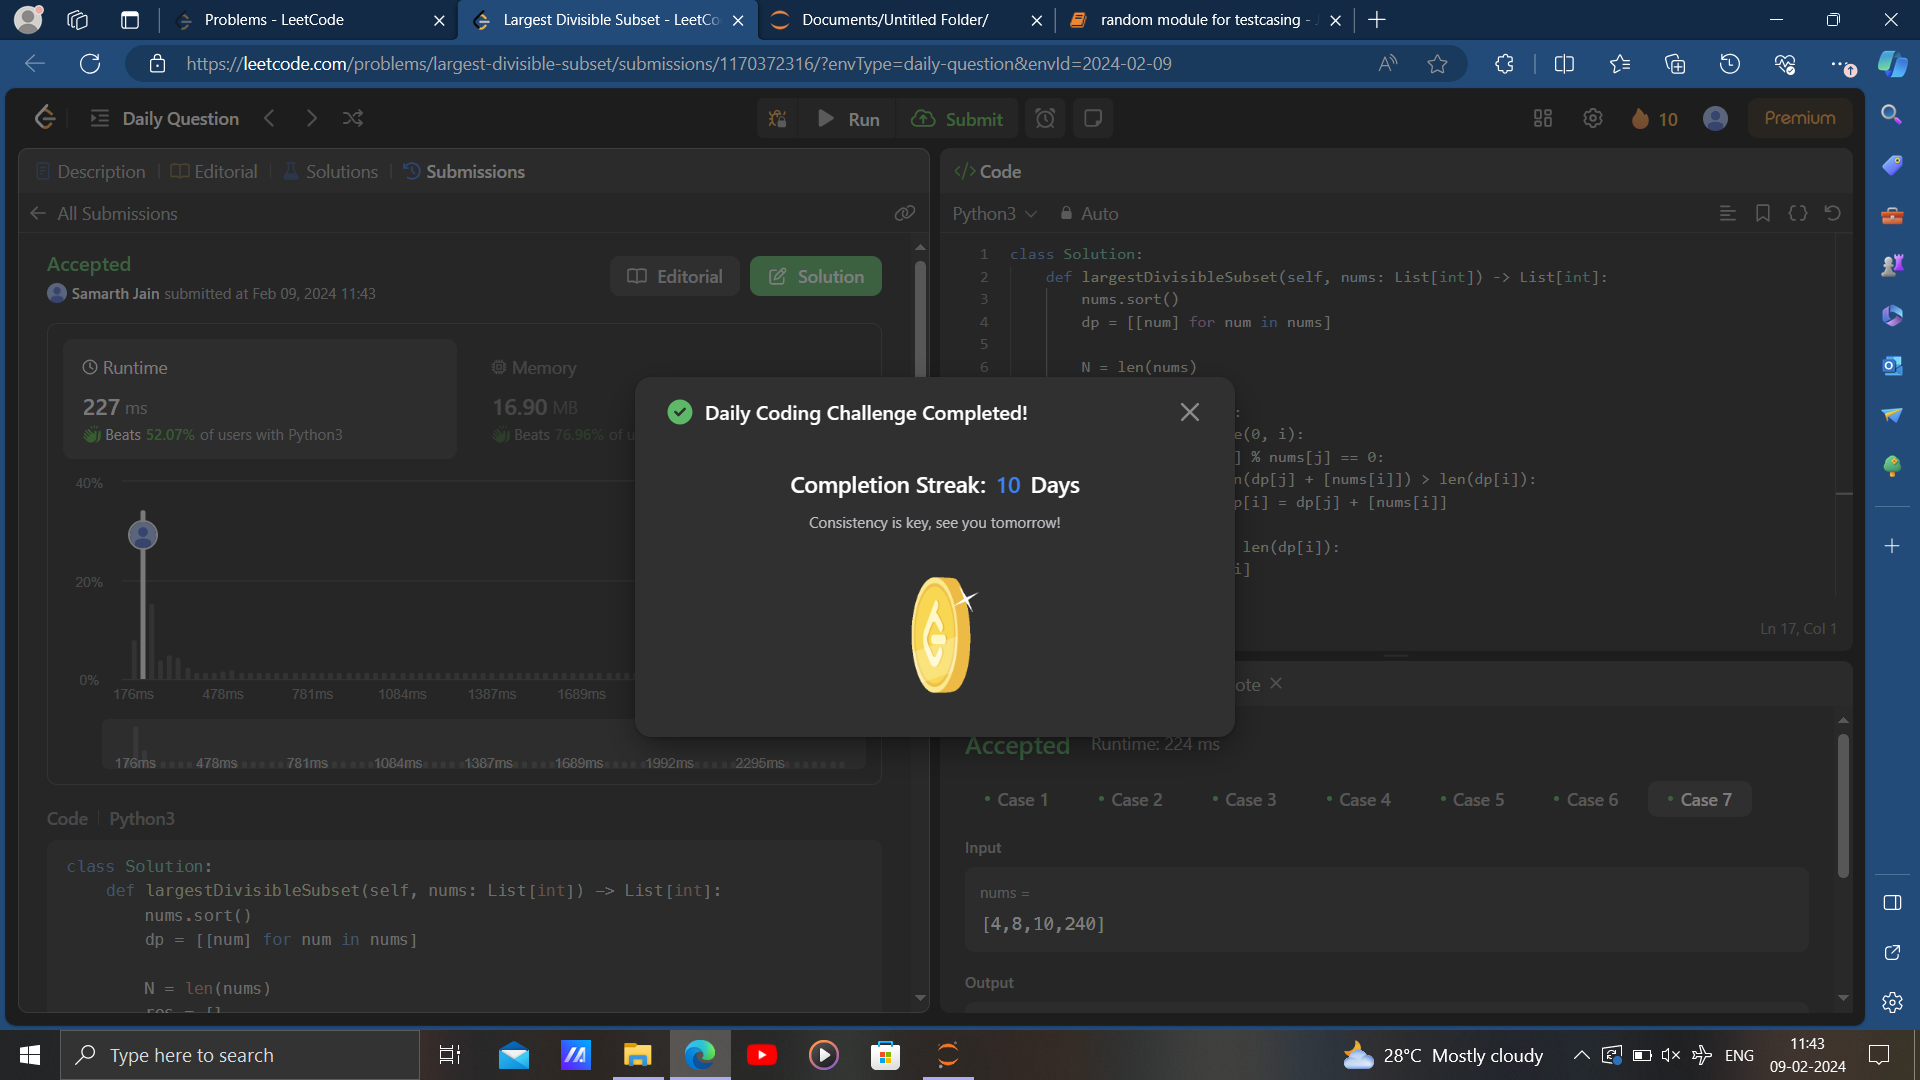 Problems - LeetCode
Largest Divisible Subset - LeetCo
Documents/Untitled Folder/
random module for testcasing -
https://leetcode.com/problems/largest-divisible-subset/submissions/1170372316/?envType=daily-question&envId=2024-02-09
Daily Question
Run
Submit
10
Premium
Description
Editorial
Solutions
Submissions
All Submissions
Accepted
Samarth Jain submitted at Feb 09, 2024 11:43
Editorial
Solution
Runtime
227 ms
Beats 52.07% of users with Python3
Memory
16.90 MB
Beats 76.96% of u
40%
20%
0%
176ms 478ms 781ms 1084ms 1387ms 1689ms
176ms 478ms 781ms 1084ms 1387ms 1689ms 1992ms 2295ms
Code Python3
class Solution:
def largestDivisibleSubset(self, nums: List[int]) -> List[int]:
nums.sort()
dp = [[num] for num in nums]
N = len(nums)
res = []
Daily Coding Challenge Completed!
Completion Streak: 10 Days
Consistency is key, see you tomorrow!
</> Code
Python3
Auto
1 class Solution:
2 def largestDivisibleSubset(self, nums: List[int]) -> List[int]:
3 nums.sort()
4 dp = [[num] for num in nums]
5
6 N = len(nums)
:
e(0, i):
] % nums[j] == 0:
n(dp[j] + [nums[i]]) > len(dp[i]):
p[i] = dp[j] + [nums[i]]
len(dp[i]):
i]
Ln 17, Col 1
ote
Accepted Runtime: 224 ms
Case 1 Case 2 Case 3 Case 4 Case 5 Case 6 Case 7
Input
nums =
[4,8,10,240]
Output
Type here to search
28°C Mostly cloudy
ENG
11:43
09-02-2024